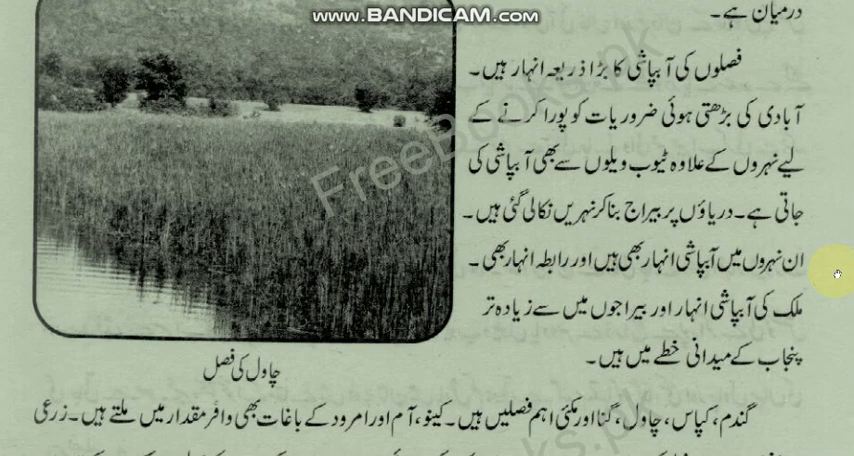 WWW.BANDICAM.COM
درمیان ہے۔
فصلوں کی آبپاشی کا بڑا ذریعہ انہار ہیں۔
آبادی کی بڑھتی ہوئی ضروریات کو پورا کرنے کے
لیے نہروں کے علاوہ ٹیوب ویلوں سے بھی آبپاشی کی
جاتی ہے۔ دریاؤں پر بیراج بنا کر نہریں نکالی گئی ہیں۔
ان نہروں میں آبپاشی انہار بھی ہیں اور رابطہ انہار بھی۔
ملک کی آبپاشی انہار اور بیراجوں میں سے زیادہ تر
پنجاب کے میدانی خطے میں ہیں۔
چاول کی فصل
گندم، کپاس، چاول، گنا اور مکئی اہم فصلیں ہیں۔ کینو، آم اور امرود کے باغات بھی وافر مقدار میں ملتے ہیں۔ زرعی
FreeBooks.pk
ks.pk